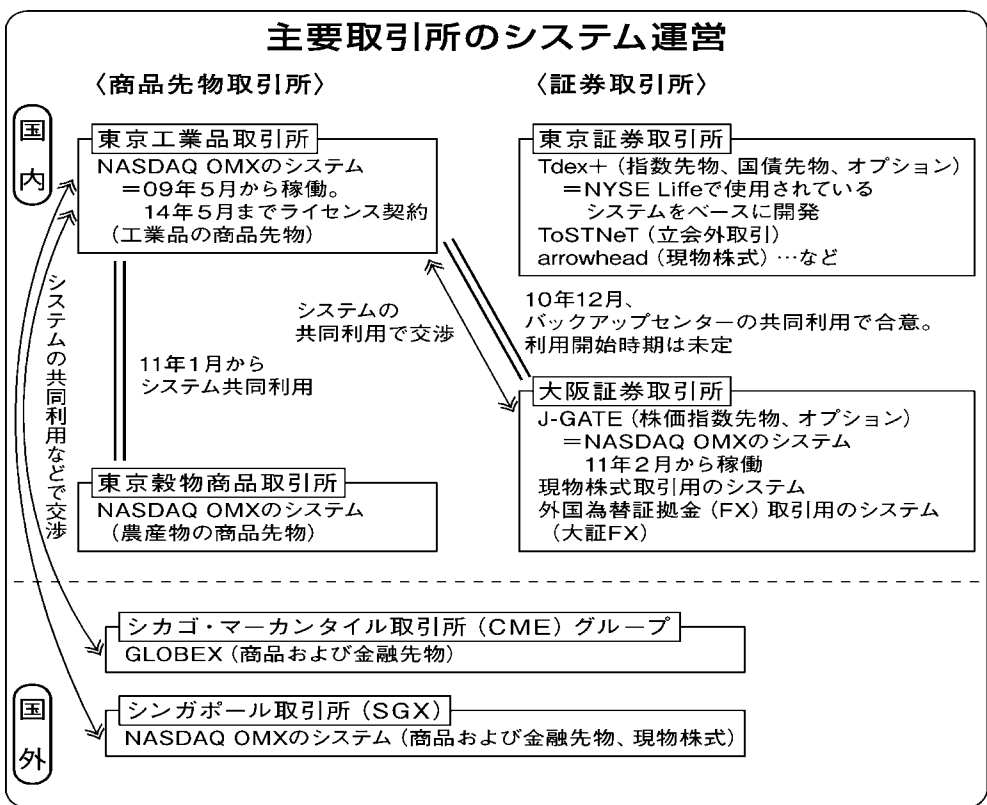 主要取引所のシステム運営
〈商品先物取引所〉
〈証券取引所〉
国内
東京工業品取引所
NASDAQ OMXのシステム
＝09年5月から稼働。
14年5月までライセンス契約
（工業品の商品先物）
東京証券取引所
Tdex+（指数先物、国債先物、オプション）
＝NYSE Liffeで使用されている
システムをベースに開発
ToSTNeT（立会外取引）
arrowhead（現物株式）…など
システムの共同利用などで交渉
11年1月から
システム共同利用
システムの
共同利用で交渉
10年12月、
バックアップセンターの共同利用で合意。
利用開始時期は未定
東京穀物商品取引所
NASDAQ OMXのシステム
（農産物の商品先物）
大阪証券取引所
J-GATE（株価指数先物、オプション）
＝NASDAQ OMXのシステム
11年2月から稼働
現物株式取引用のシステム
外国為替証拠金（FX）取引用のシステム
（大証FX）
国外
シカゴ・マーカンタイル取引所（CME）グループ
GLOBEX（商品および金融先物）
シンガポール取引所（SGX）
NASDAQ OMXのシステム（商品および金融先物、現物株式）